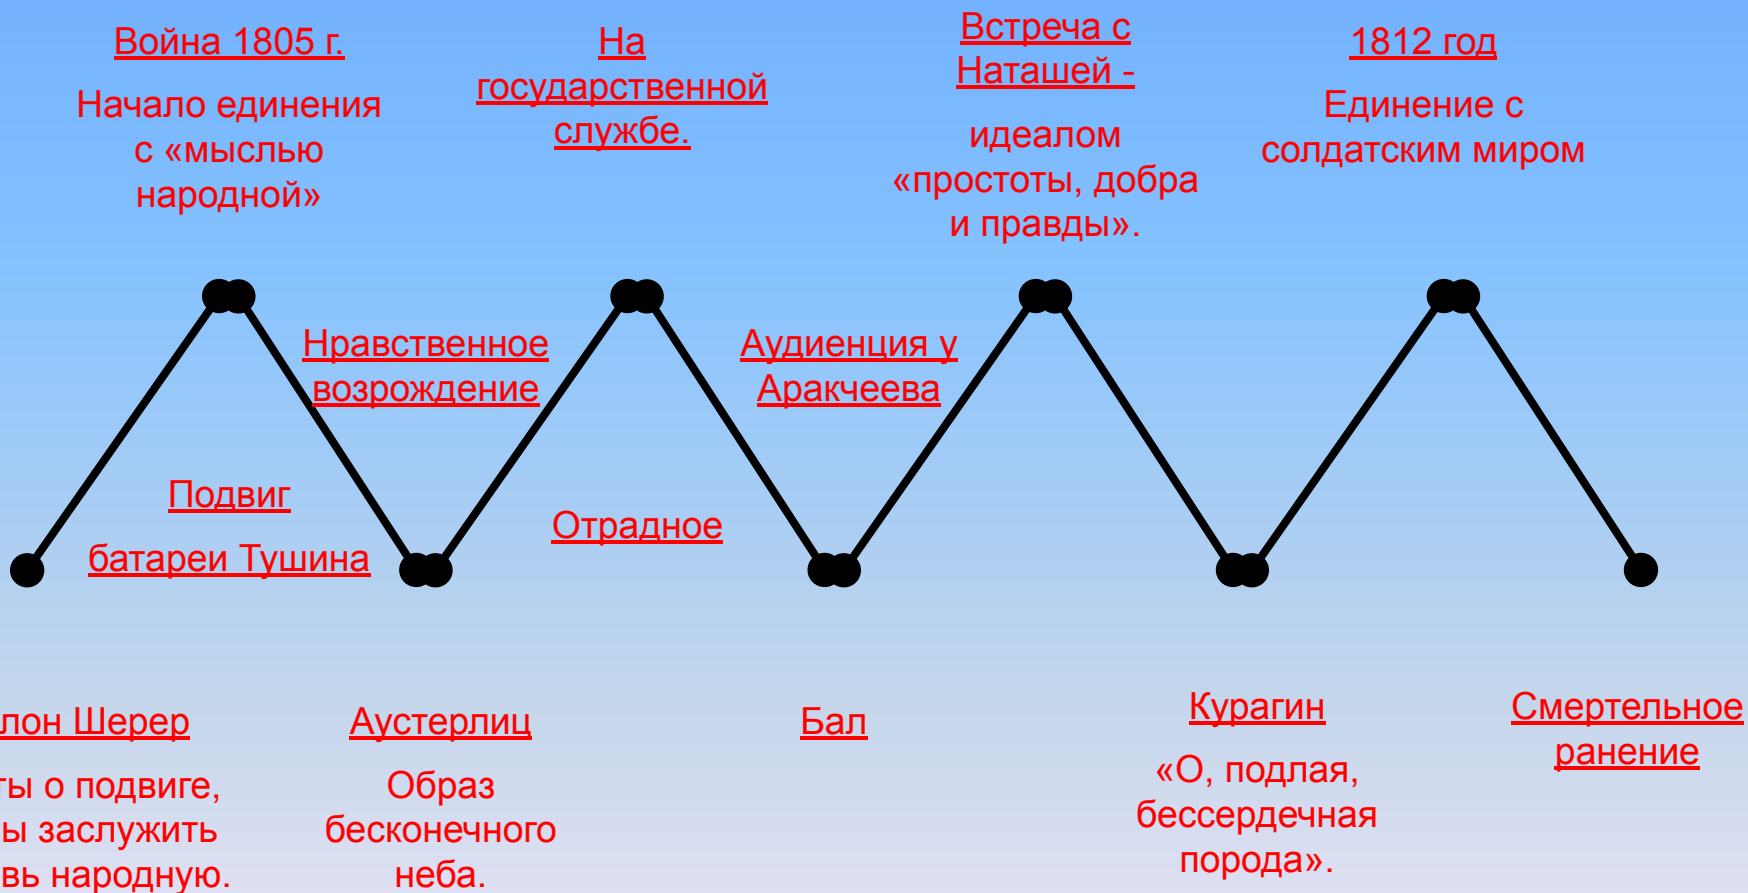 Война 1805 г.
Начало единения
с «мыслью
народной»
На
государственной
службе.
Встреча с
Наташей -
идеалом
«простоты, добра
и правды».
1812 год
Единение с
солдатским миром
Нравственное
возрождение
Аудиенция у
Аракчеева
Подвиг
батареи Тушина
Отрадное
лон Шерер
ты о подвиге,
ы заслужить
вь народную.
Аустерлиц
Образ
бесконечного
неба.
Бал
Курагин
«О, подлая,
бессердечная
порода».
Смертельное
ранение